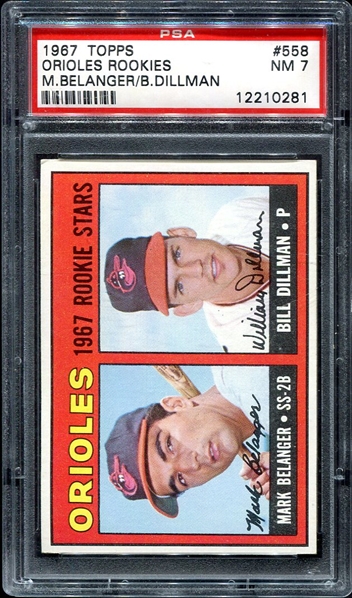 PSA
1967 TOPPS #558
ORIOLES ROOKIES NM 7
M.BELANGER/B.DILLMAN
12210281
ORIOLES
1967 ROOKIE STARS
Mark Belanger
MARK BELANGER • SS-2B
William Dillman
BILL DILLMAN • P